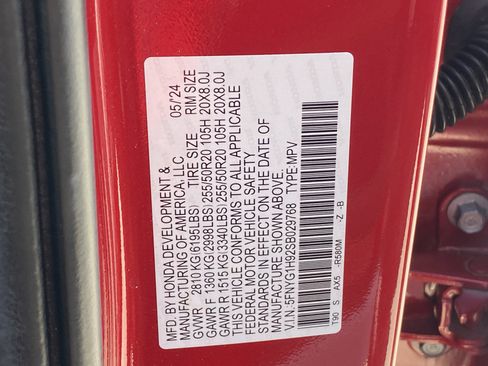 MFD. BY HONDA DEVELOPMENT &
MANUFACTURING OF AMERICA, LLC. 05/'24
GVWR 2810 KG(6195LBS) TIRE SIZE RIM SIZE
GAWR F 1360 KG(2998LBS) 255/50R20 105H 20X8.0J
GAWR R 1515 KG(3340LBS) 255/50R20 105H 20X8.0J
THIS VEHICLE CONFORMS TO ALL APPLICABLE
FEDERAL MOTOR VEHICLE SAFETY
STANDARDS IN EFFECT ON THE DATE OF
MANUFACTURE SHOWN ABOVE.
V.I.N. 5FNYG1H92SB029768 TYPE: MPV
T90 S AX5 -R580M -Z -B